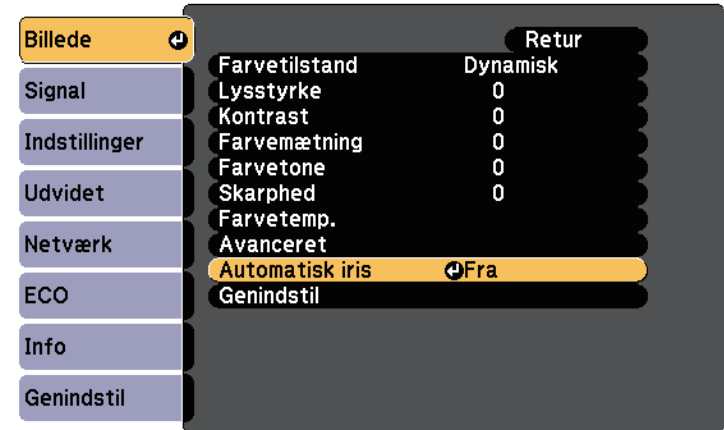 Billede
Signal
Indstillinger
Udvidet
Netværk
ECO
Info
Genindstil
Retur
Farvetilstand Dynamisk
Lysstyrke 0
Kontrast 0
Farvemætning 0
Farvetone 0
Skarphed 0
Farvetemp.
Avanceret
Automatisk iris Fra
Genindstil